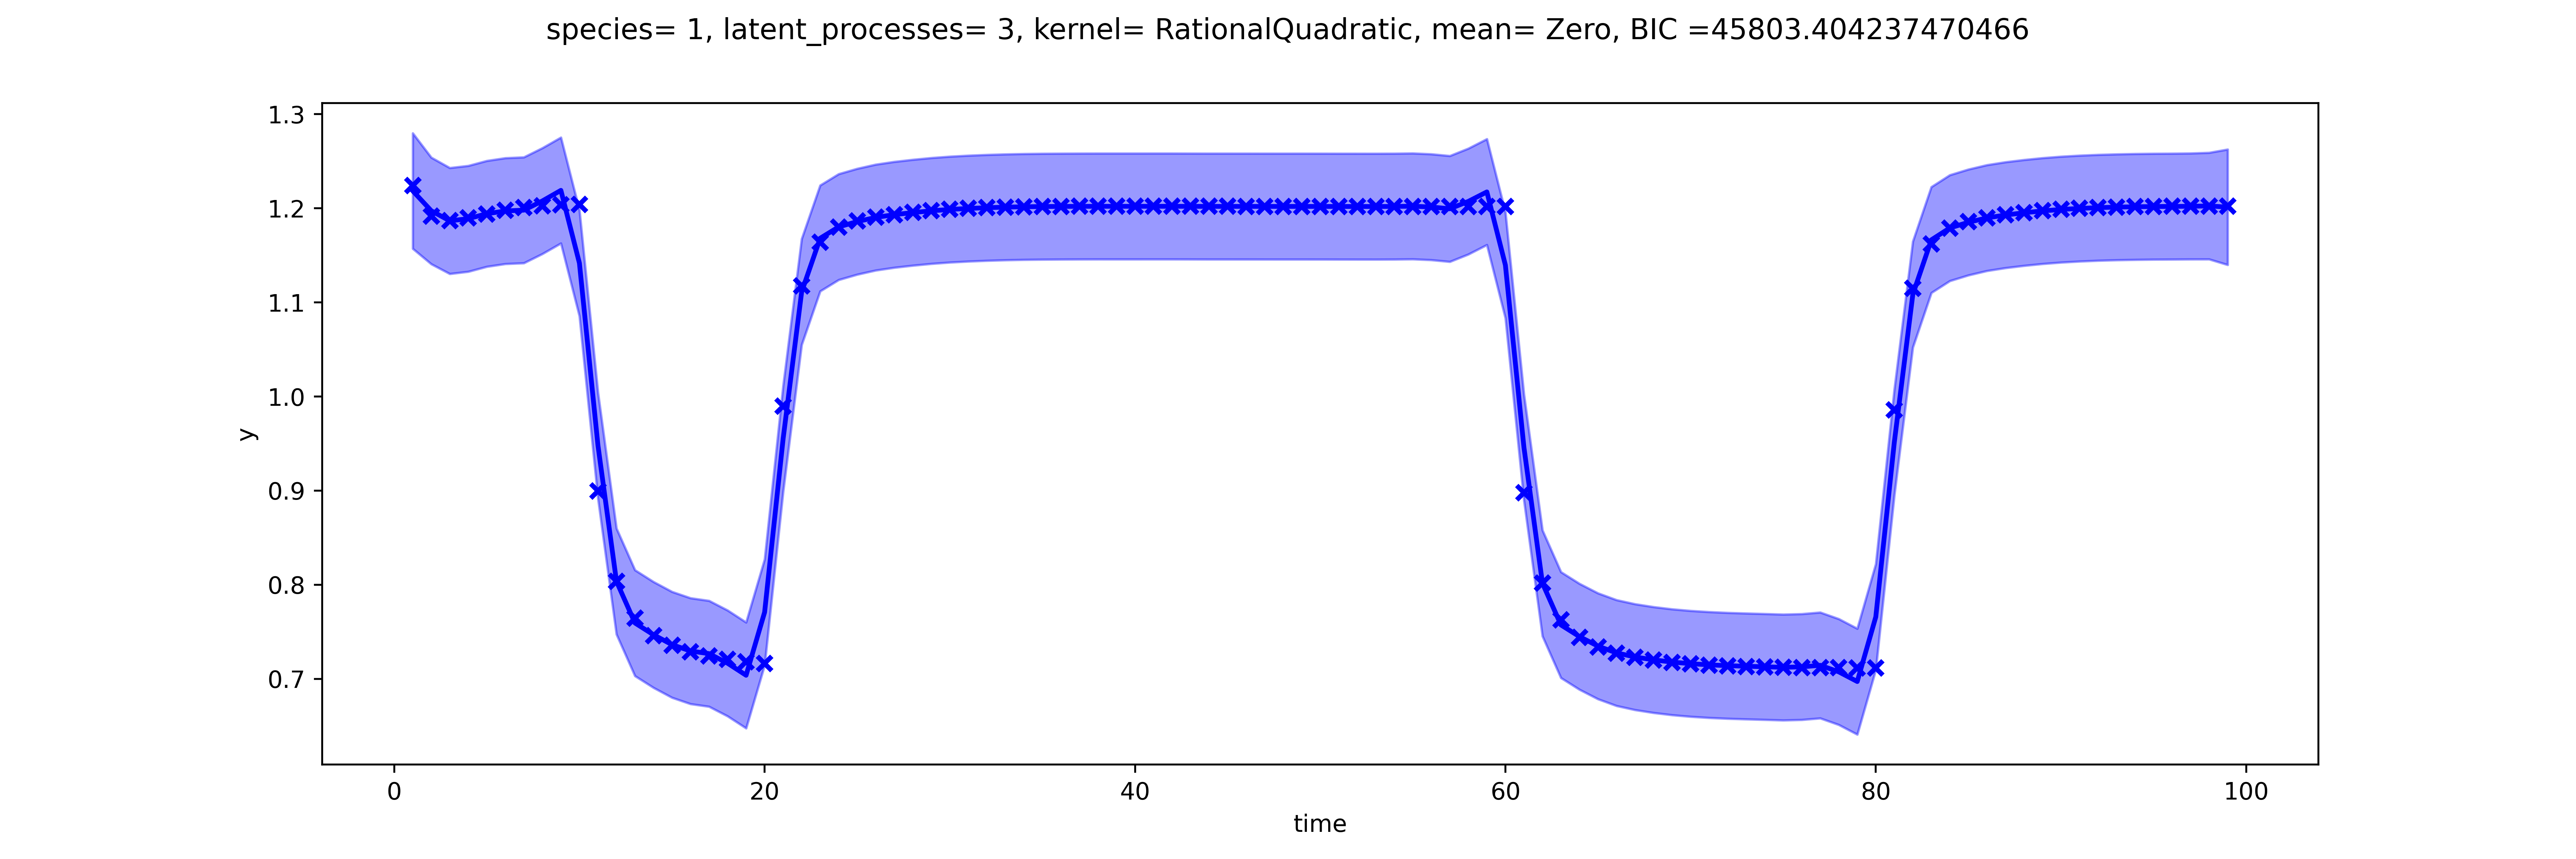 species= 1, latent_processes= 3, kernel= RationalQuadratic, mean= Zero, BIC =45803.404237470466
1.3
1.2
1.1
1.0
0.9
0.8
0.7
y
0 20 40 60 80 100
time